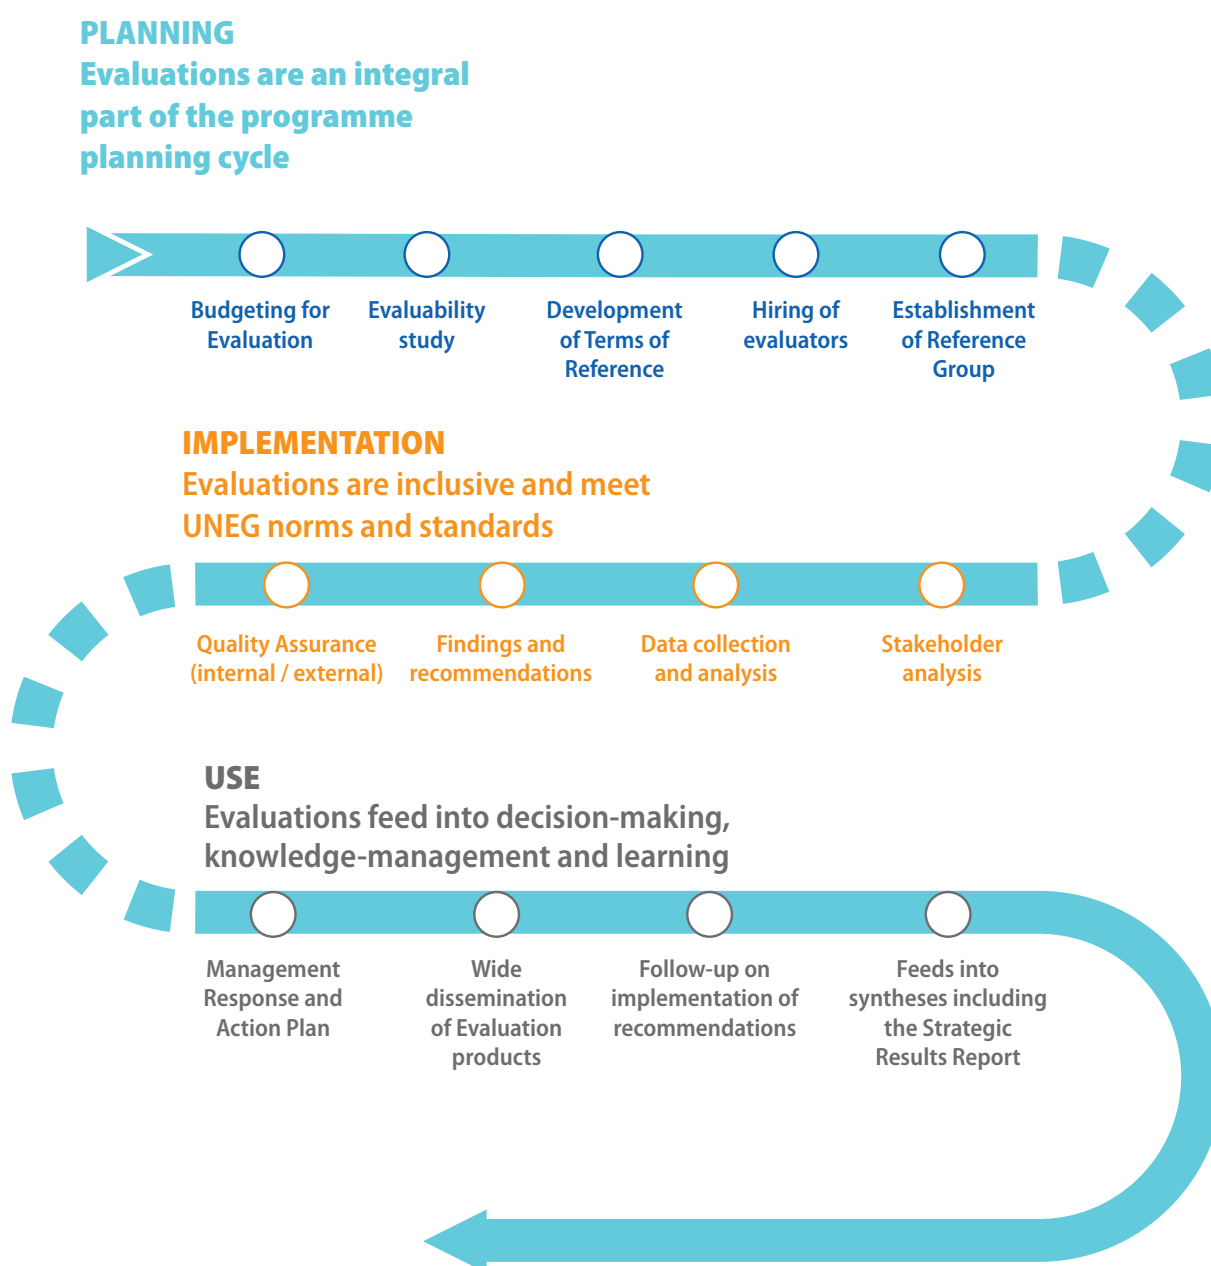 PLANNING
Evaluations are an integral
part of the programme
planning cycle
Budgeting for
Evaluation
Evaluability
study
Development
of Terms of
Reference
Hiring of
evaluators
Establishment
of Reference
Group
IMPLEMENTATION
Evaluations are inclusive and meet
UNEG norms and standards
Quality Assurance
(internal / external)
Findings and
recommendations
Data collection
and analysis
Stakeholder
analysis
USE
Evaluations feed into decision-making,
knowledge-management and learning
Management
Response and
Action Plan
Wide
dissemination
of Evaluation
products
Follow-up on
implementation of
recommendations
Feeds into
syntheses including
the Strategic
Results Report